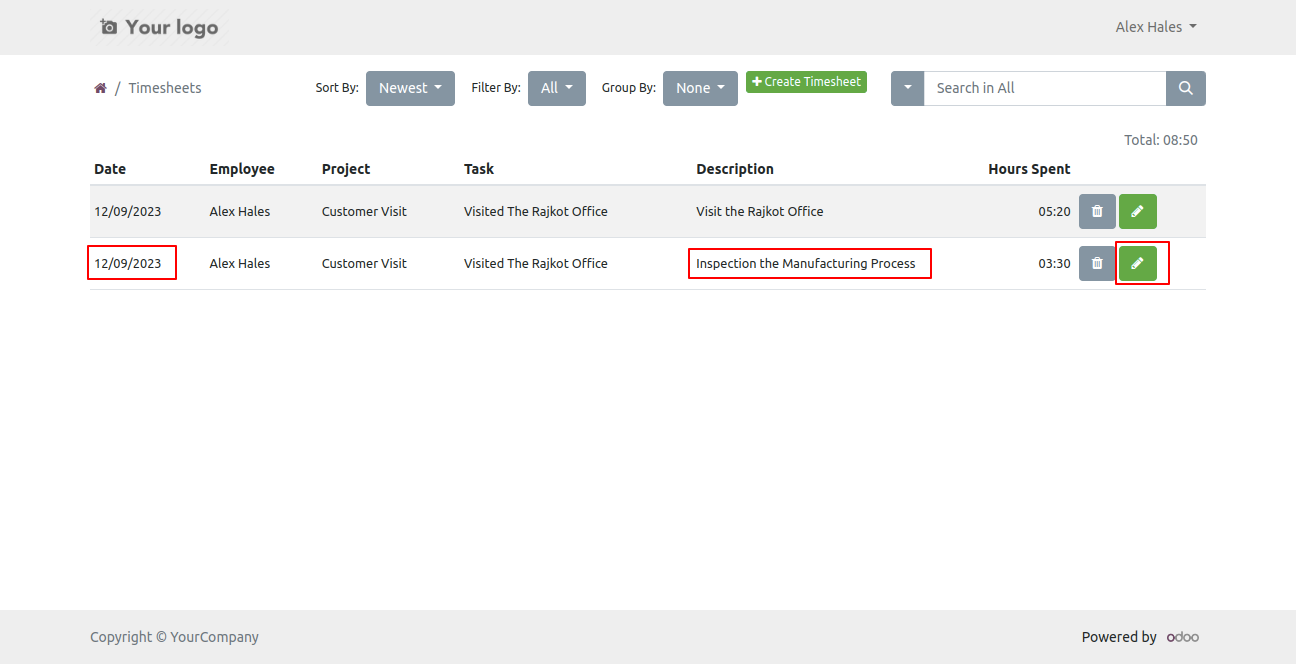 Your logo
Alex Hales
/ Timesheets Sort By: Newest Filter By: All Group By: None Create Timesheet Search in All
Total: 08:50
Date Employee Project Task Description Hours Spent
12/09/2023 Alex Hales Customer Visit Visited The Rajkot Office Visit the Rajkot Office 05:20
12/09/2023 Alex Hales Customer Visit Visited The Rajkot Office Inspection the Manufacturing Process 03:30
Copyright © YourCompany Powered by odoo